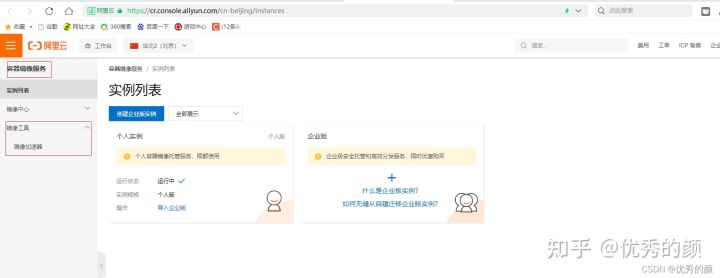 阿里云 https://cr.console.aliyun.com/cn-beijing/instances 点此搜索
收藏 谷歌 网址大全 360搜索 游戏中心 (12条新
阿里云 工作台 华北2（北京） 搜索... 费用 工单 ICP 备案 企业
容器镜像服务
容器镜像服务 / 实例列表
实例列表
实例列表
镜像中心
镜像工具
镜像加速器
创建企业版实例 全部展示
个人实例 个人版
个人容器镜像托管服务，限额使用
运行状态 运行中
实例规格 个人版
操作 导入企业版
企业版
企业级安全托管和高效分发服务，限时优惠购买
+
什么是企业版实例?
如何无缝从自建迁移企业版实例?
知乎 @优秀的颜
CSDN @优秀的颜